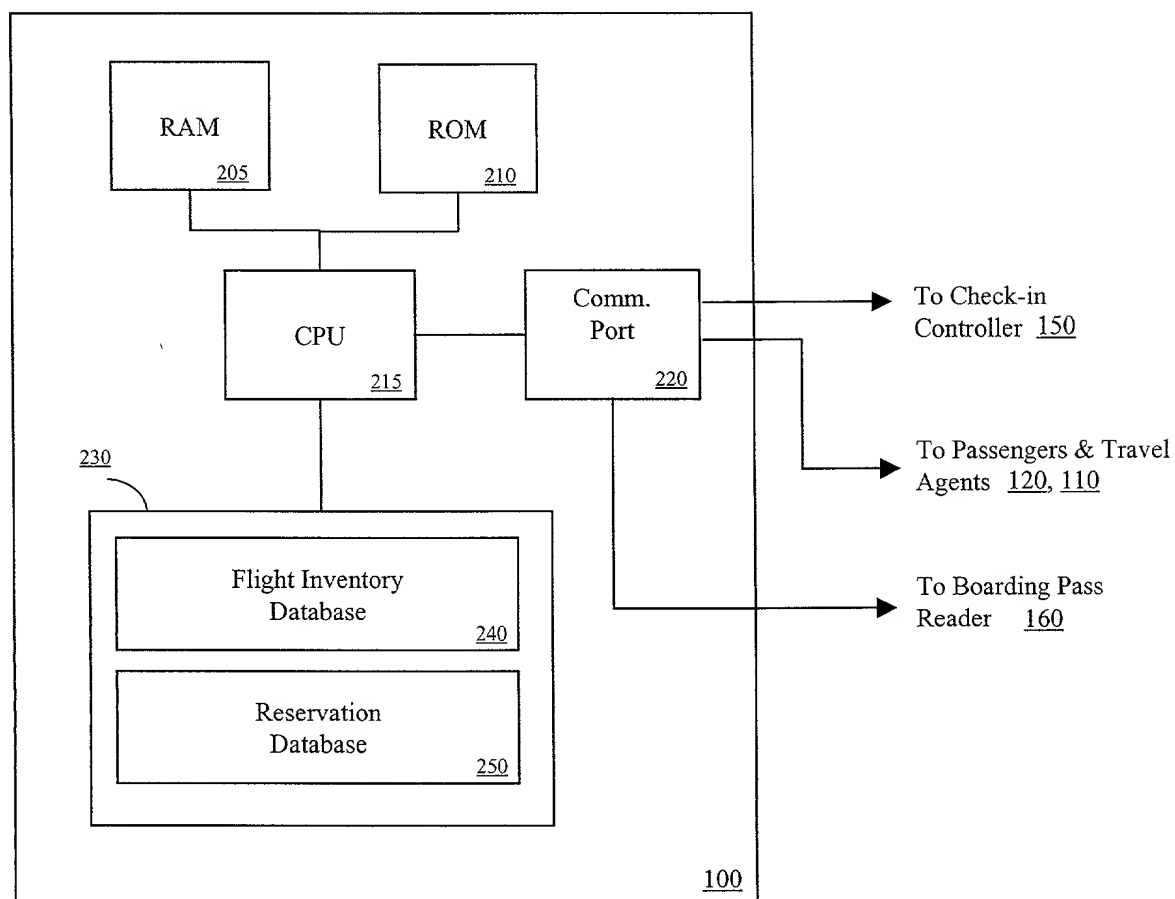 RAM
205
ROM
210
CPU
215
Comm.
Port
220
To Check-in
Controller 150
To Passengers & Travel
Agents 120, 110
To Boarding Pass
Reader 160
230
Flight Inventory
Database
240
Reservation
Database
250
100